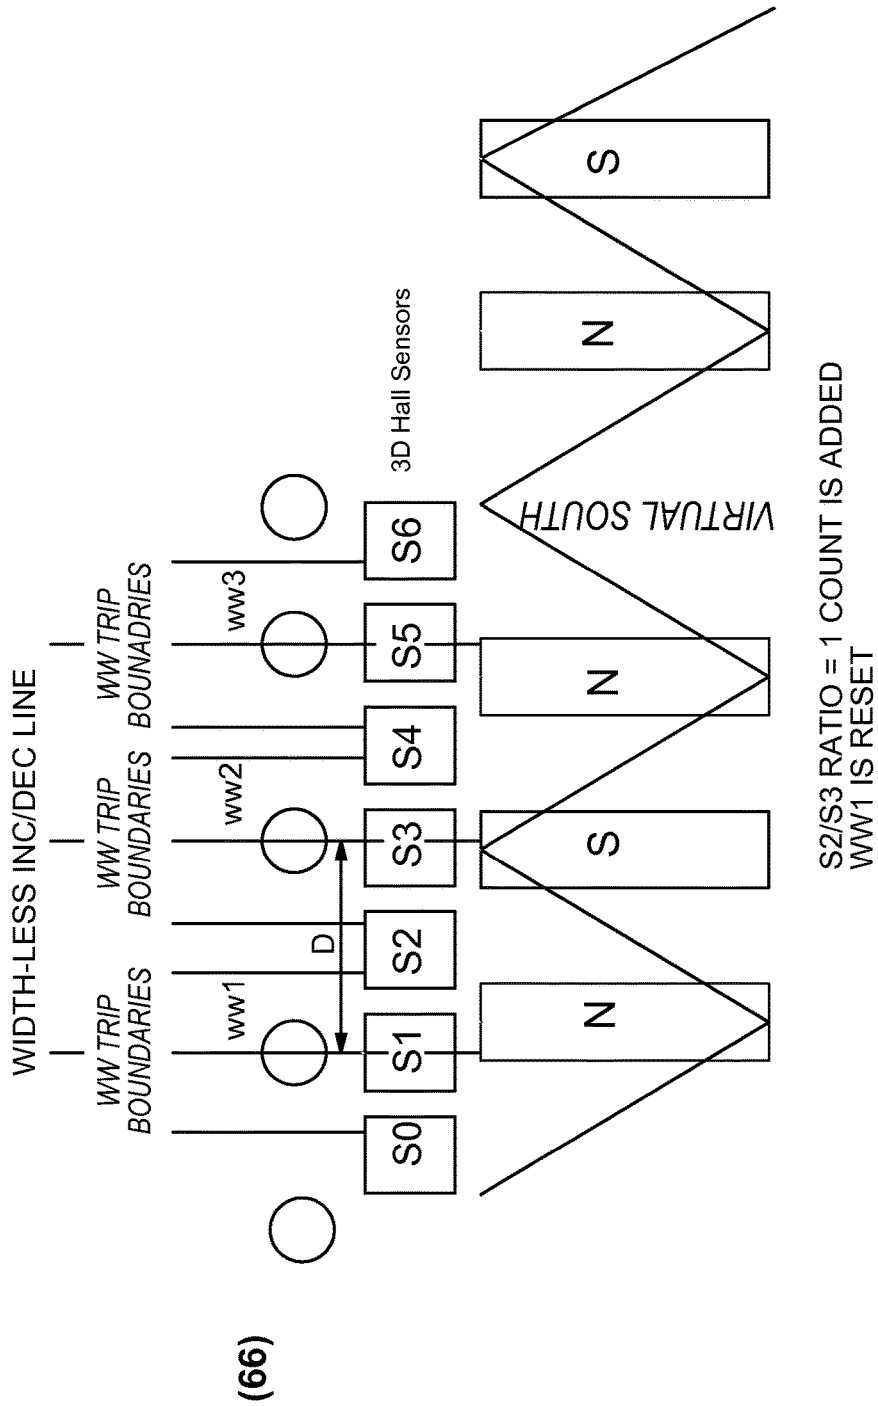 (66)
WIDTH-LESS INC/DEC LINE
WW TRIP
BOUNDARIES
WW TRIP
BOUNDARIES
WW TRIP
BOUNADRIES
ww1
ww2
ww3
D
S0
S1
S2
S3
S4
S5
S6
3D Hall Sensors
N
S
N
VIRTUAL SOUTH
N
S
S2/S3 RATIO = 1 COUNT IS ADDED
WW1 IS RESET